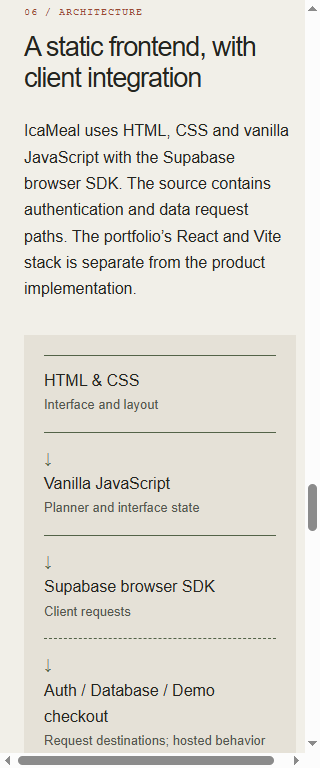 06 / ARCHITECTURE
A static frontend, with
client integration
IcaMeal uses HTML, CSS and vanilla
JavaScript with the Supabase
browser SDK. The source contains
authentication and data request
paths. The portfolio’s React and Vite
stack is separate from the product
implementation.
HTML & CSS
Interface and layout
↓
Vanilla JavaScript
Planner and interface state
↓
Supabase browser SDK
Client requests
↓
Auth / Database / Demo
checkout
Request destinations; hosted behavior